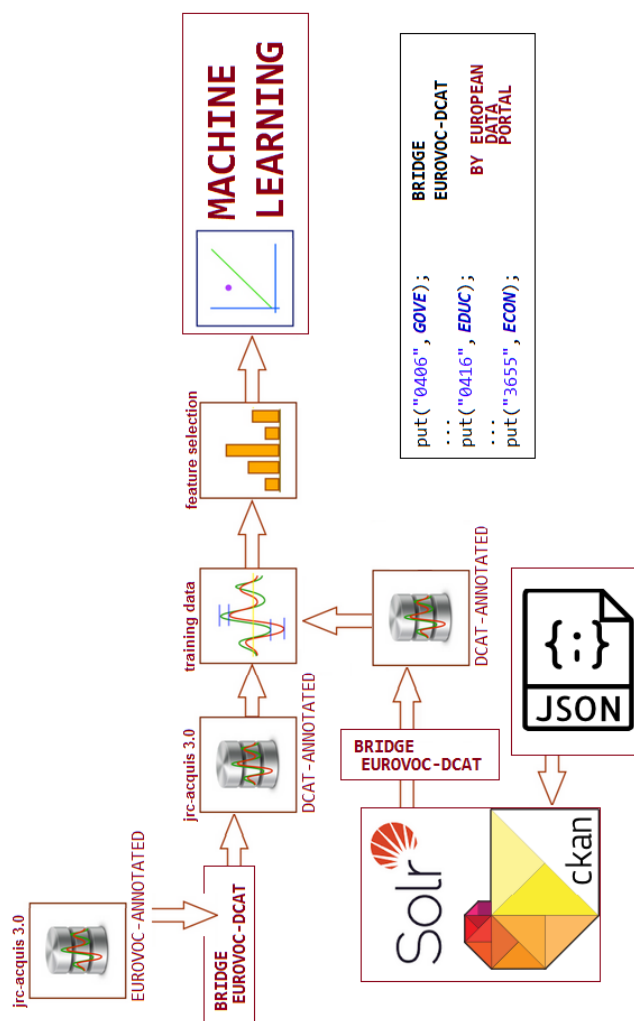 jrc-acquis 3.0
EUROVOC-ANNOTATED
BRIDGE
EUROVOC-DCAT
jrc-acquis 3.0
DCAT-ANNOTATED
training data
feature selection
MACHINE
LEARNING
Solr
ckan
BRIDGE
EUROVOC-DCAT
DCAT-ANNOTATED
{;}
JSON
put("0406", GOVE);
...
put("0416", EDUC);
...
put("3655", ECON);
BRIDGE
EUROVOC-DCAT
BY EUROPEAN
DATA
PORTAL